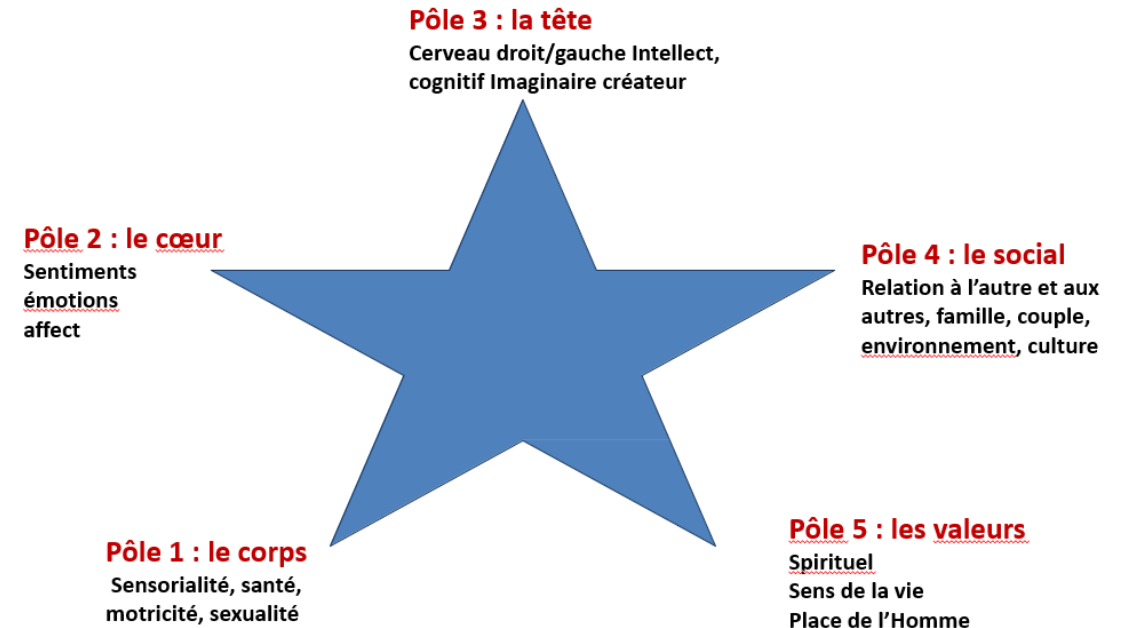 Pôle 3 : la tête
Cerveau droit/gauche Intellect,
cognitif Imaginaire créateur
Pôle 2 : le cœur
Sentiments
émotions
affect
Pôle 4 : le social
Relation à l’autre et aux
autres, famille, couple,
environnement, culture
Pôle 1 : le corps
Sensorialité, santé,
motricité, sexualité
Pôle 5 : les valeurs
Spirituel
Sens de la vie
Place de l’Homme